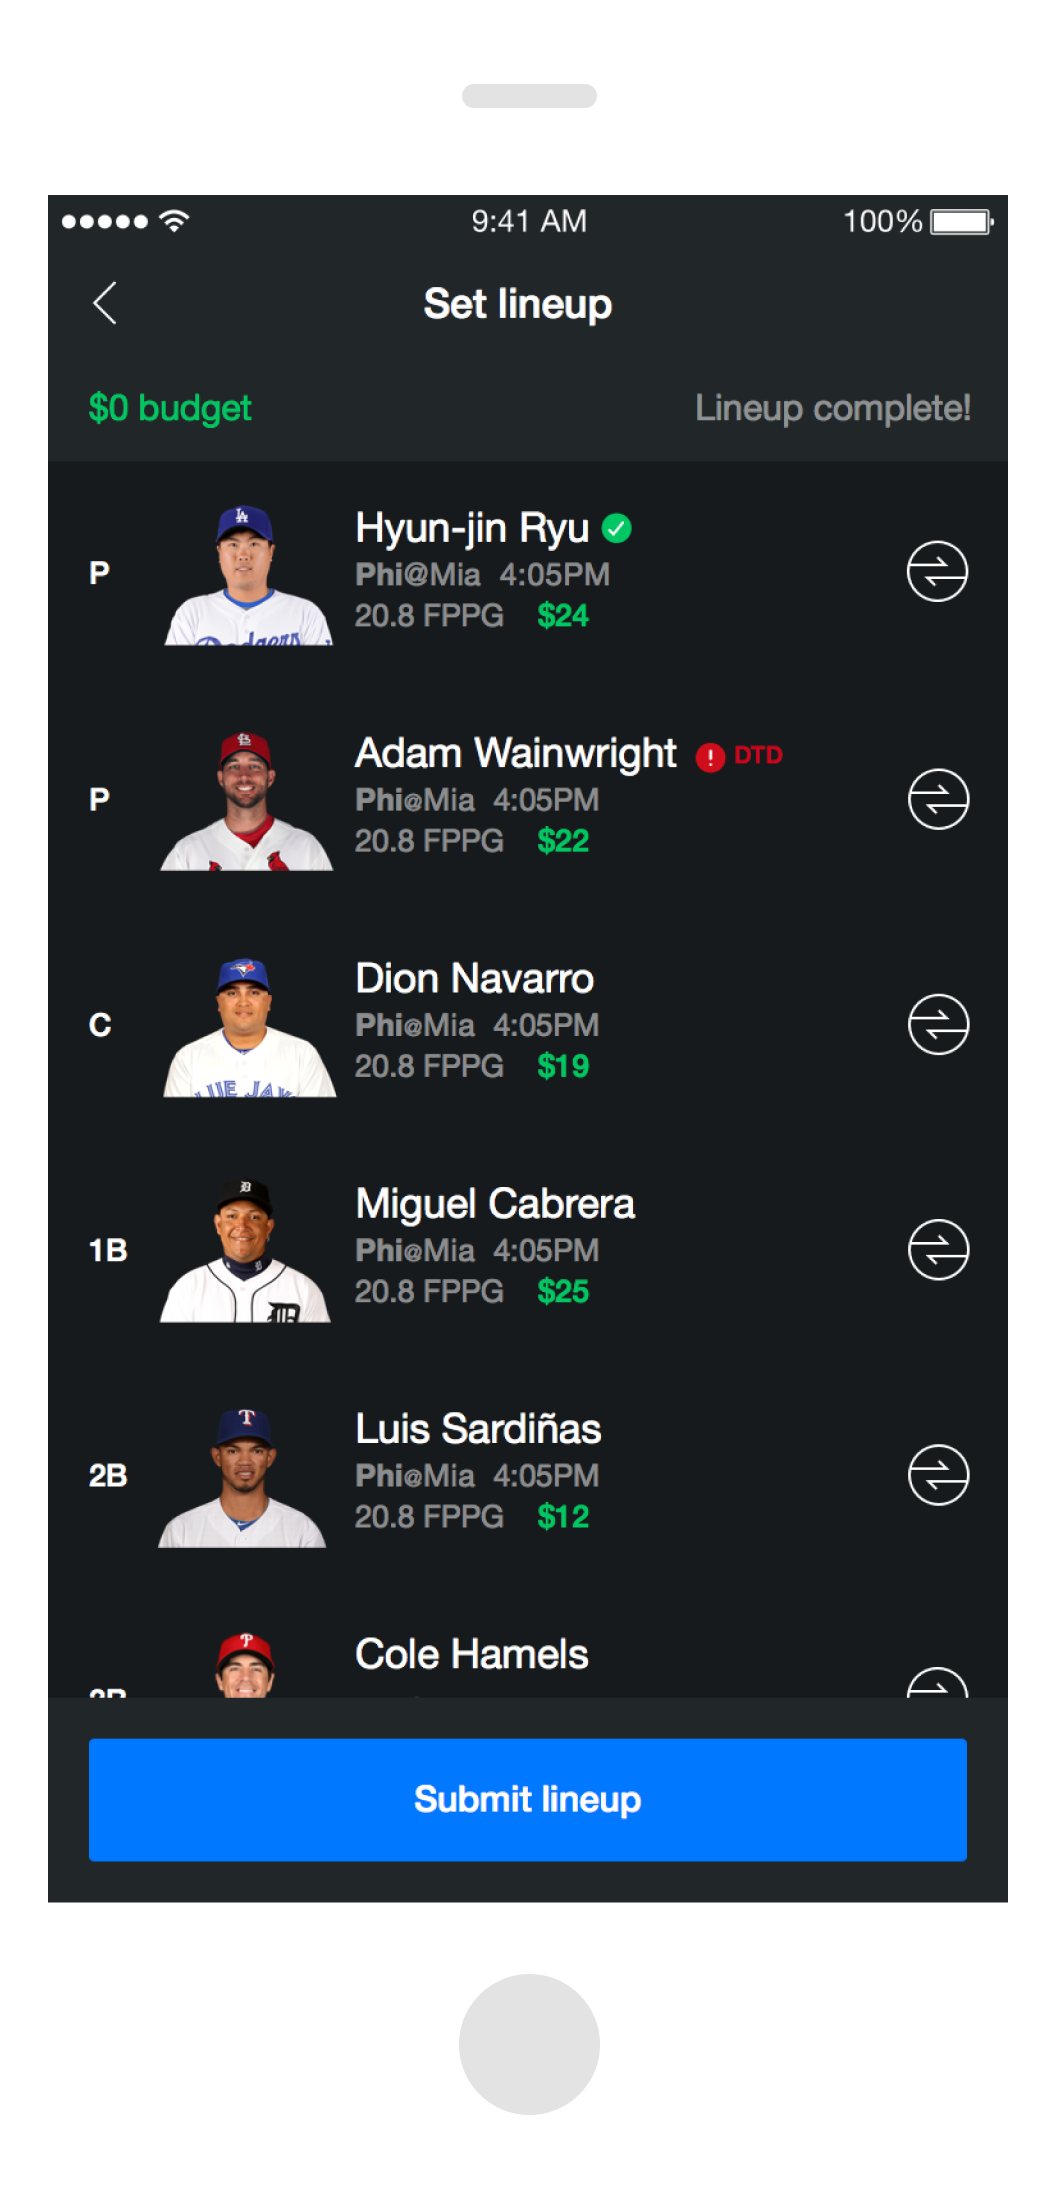 9:41 AM 100%
Set lineup
$0 budget Lineup complete!
Hyun-jin Ryu
P Phi@Mia 4:05PM
20.8 FPPG $24
Adam Wainwright ! DTD
P Phi@Mia 4:05PM
20.8 FPPG $22
Dion Navarro
C Phi@Mia 4:05PM
20.8 FPPG $19
Miguel Cabrera
1B Phi@Mia 4:05PM
20.8 FPPG $25
Luis Sardiñas
2B Phi@Mia 4:05PM
20.8 FPPG $12
Cole Hamels
Submit lineup